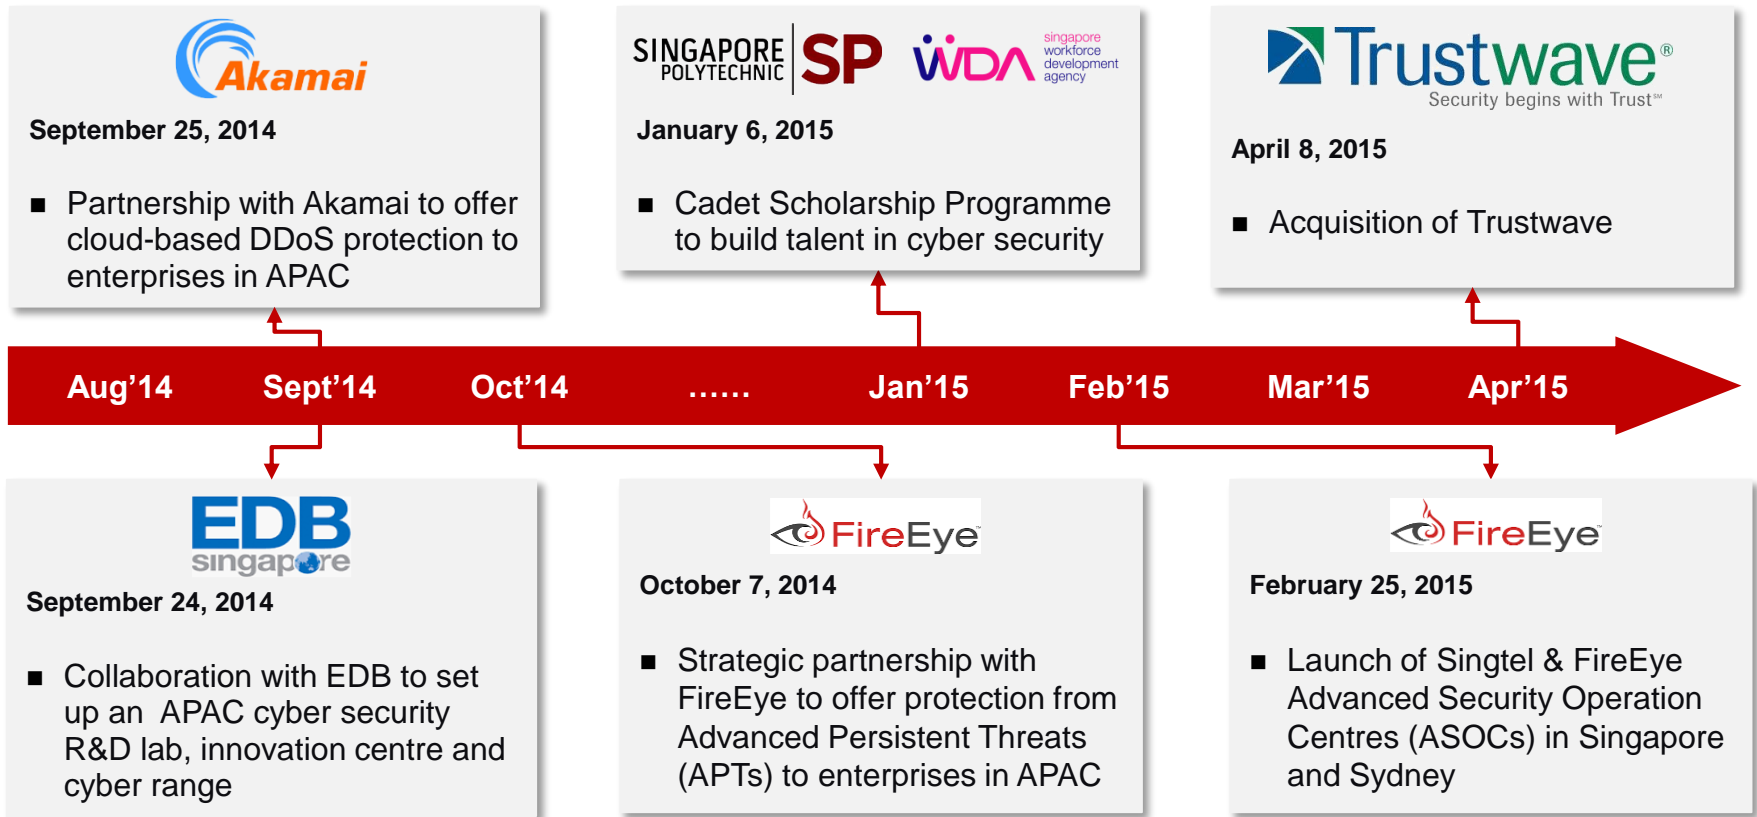 Akamai
September 25, 2014
■ Partnership with Akamai to offer
cloud-based DDoS protection to
enterprises in APAC
SINGAPORE
POLYTECHNIC
SP
WDA
singapore
workforce
development
agency
January 6, 2015
■ Cadet Scholarship Programme
to build talent in cyber security
Trustwave®
Security begins with Trust℠
April 8, 2015
■ Acquisition of Trustwave
Aug’14 Sept’14 Oct’14 …… Jan’15 Feb’15 Mar’15 Apr’15
EDB
singapore
September 24, 2014
■ Collaboration with EDB to set
up an APAC cyber security
R&D lab, innovation centre and
cyber range
FireEye™
October 7, 2014
■ Strategic partnership with
FireEye to offer protection from
Advanced Persistent Threats
(APTs) to enterprises in APAC
FireEye™
February 25, 2015
■ Launch of Singtel & FireEye
Advanced Security Operation
Centres (ASOCs) in Singapore
and Sydney